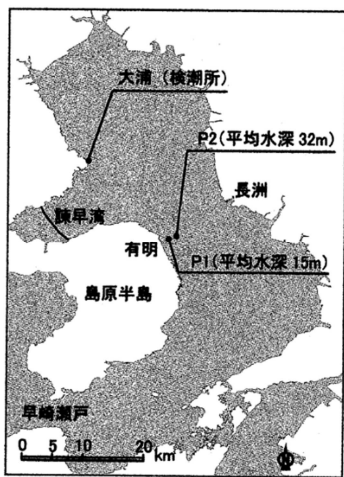 大浦（検潮所）
P2(平均水深 32m)
長洲
諫早湾
有明
P1(平均水深 15m)
島原半島
早崎瀬戸
0 5 10 20
km